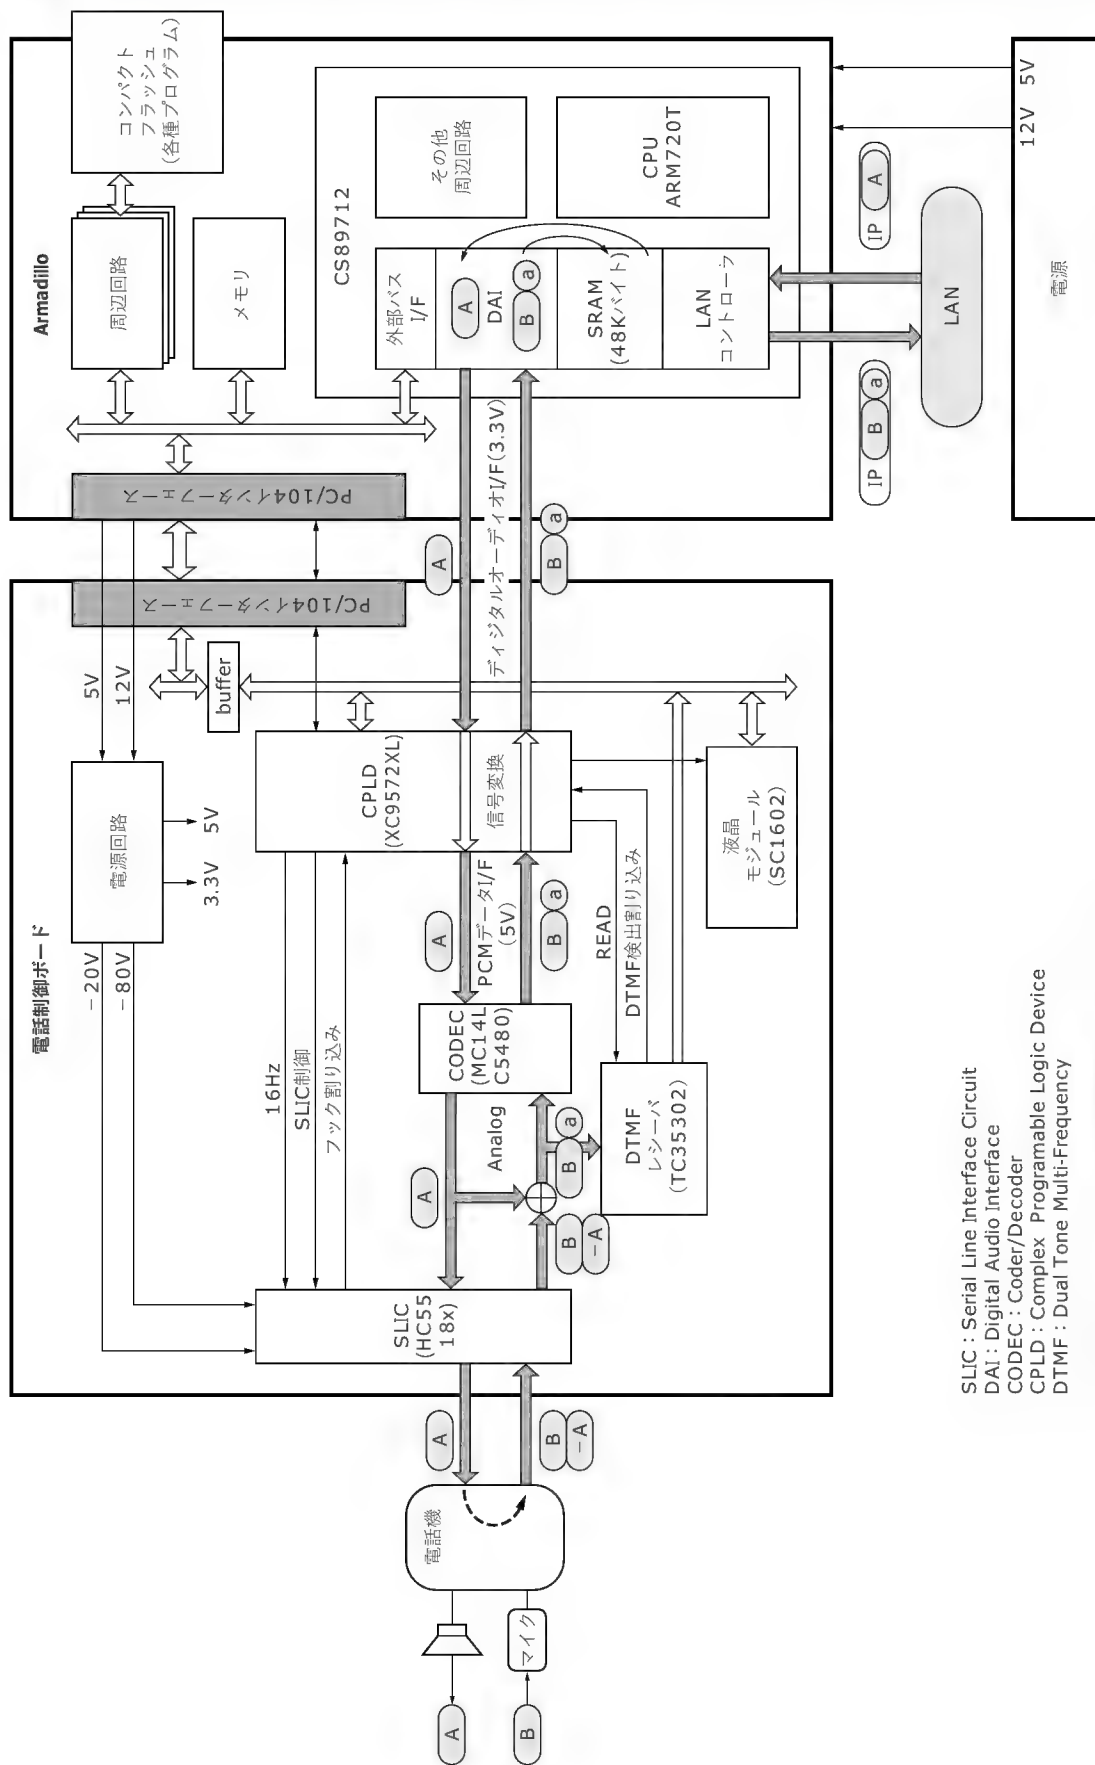 電話制御ボード
Armadillo
コンパクト
フラッシュ
(各種プログラム)
周辺回路
メモリ
CS89712
その他
周辺回路
CPU
ARM720T
外部バス
I/F
A
DAI
B a
SRAM
(48Kバイト)
LAN
コントローラ
PC/104インターフェース
PC/104インターフェース
5V
12V
buffer
電源回路
3.3V 5V
−20V
−80V
16Hz
SLIC制御
フック割り込み
CPLD
(XC9572XL)
信号変換
A
ディジタルオーディオI/F(3.3V)
B a
A
PCMデータI/F
(5V)
B a
CODEC
(MC14L
C5480)
READ
DTMF検出割り込み
液晶
モジュール
(SC1602)
DTMF
レシーバ
(TC35302)
Analog
A
B a
B
−A
SLIC
(HC55
18x)
A
B
−A
電話機
マイク
A
B
IP B a
IP A
LAN
12V 5V
電源
SLIC：Serial Line Interface Circuit
DAI：Digital Audio Interface
CODEC：Coder/Decoder
CPLD：Complex Programable Logic Device
DTMF：Dual Tone Multi-Frequency